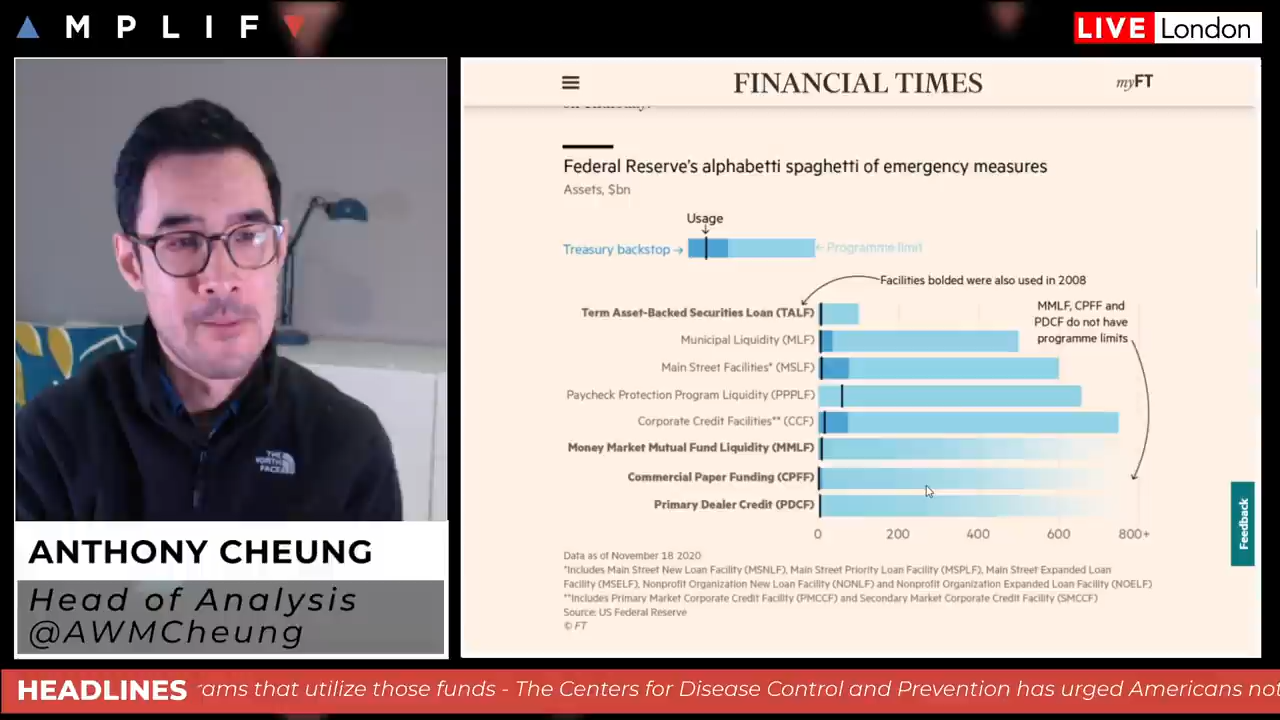 AMPLIFY
LIVE London
FINANCIAL TIMES
myFT
Federal Reserve's alphabetti spaghetti of emergency measures
Assets, $bn
Usage
Treasury backstop → ← Programme limit
Facilities bolded were also used in 2008
MMLF, CPFF and
PDCF do not have
programme limits
Term Asset-Backed Securities Loan (TALF)
Municipal Liquidity (MLF)
Main Street Facilities* (MSLF)
Paycheck Protection Program Liquidity (PPPLF)
Corporate Credit Facilities** (CCF)
Money Market Mutual Fund Liquidity (MMLF)
Commercial Paper Funding (CPFF)
Primary Dealer Credit (PDCF)
0 200 400 600 800+
Data as of November 18 2020
*Includes Main Street New Loan Facility (MSNLF), Main Street Priority Loan Facility (MSPLF), Main Street Expanded Loan
Facility (MSELF), Nonprofit Organization New Loan Facility (NONLF) and Nonprofit Organization Expanded Loan Facility (NOELF)
**Includes Primary Market Corporate Credit Facility (PMCCF) and Secondary Market Corporate Credit Facility (SMCCF)
Source: US Federal Reserve
© FT
Feedback
THE NORTH FACE
ANTHONY CHEUNG
Head of Analysis
@AWMCheung
HEADLINES rams that utilize those funds - The Centers for Disease Control and Prevention has urged Americans not